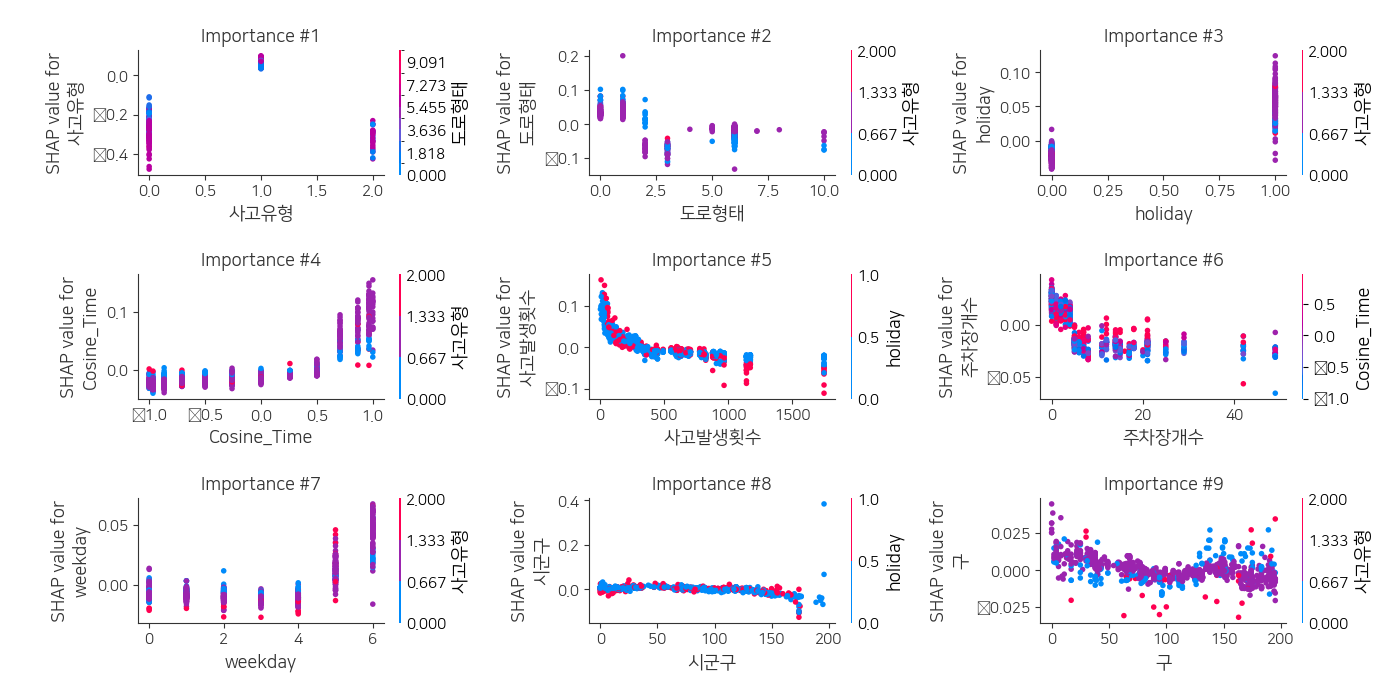 Importance #1
SHAP value for
사고유형
0.0
0.2
0.4
0.0 0.5 1.0 1.5 2.0
사고유형
9.091
7.273
5.455
3.636
1.818
0.000
도로형태
Importance #2
SHAP value for
도로형태
0.2
0.1
0.0
0.1
0.0 2.5 5.0 7.5 10.0
도로형태
2.000
1.333
0.667
0.000
사고유형
Importance #3
SHAP value for
holiday
0.10
0.05
0.00
0.00 0.25 0.50 0.75 1.00
holiday
2.000
1.333
0.667
0.000
사고유형
Importance #4
SHAP value for
Cosine_Time
0.1
0.0
1.0 0.5 0.0 0.5 1.0
Cosine_Time
2.000
1.333
0.667
0.000
사고유형
Importance #5
SHAP value for
사고발생횟수
0.1
0.0
0.1
0 500 1000 1500
사고발생횟수
1.0
0.5
0.0
holiday
Importance #6
SHAP value for
주차장개수
0.00
0.05
0 20 40
주차장개수
0.5
0.0
0.5
1.0
Cosine_Time
Importance #7
SHAP value for
weekday
0.05
0.00
0 2 4 6
weekday
2.000
1.333
0.667
0.000
사고유형
Importance #8
SHAP value for
시군구
0.4
0.2
0.0
0 50 100 150 200
시군구
1.0
0.5
0.0
holiday
Importance #9
SHAP value for
구
0.025
0.000
0.025
0 50 100 150 200
구
2.000
1.333
0.667
0.000
사고유형